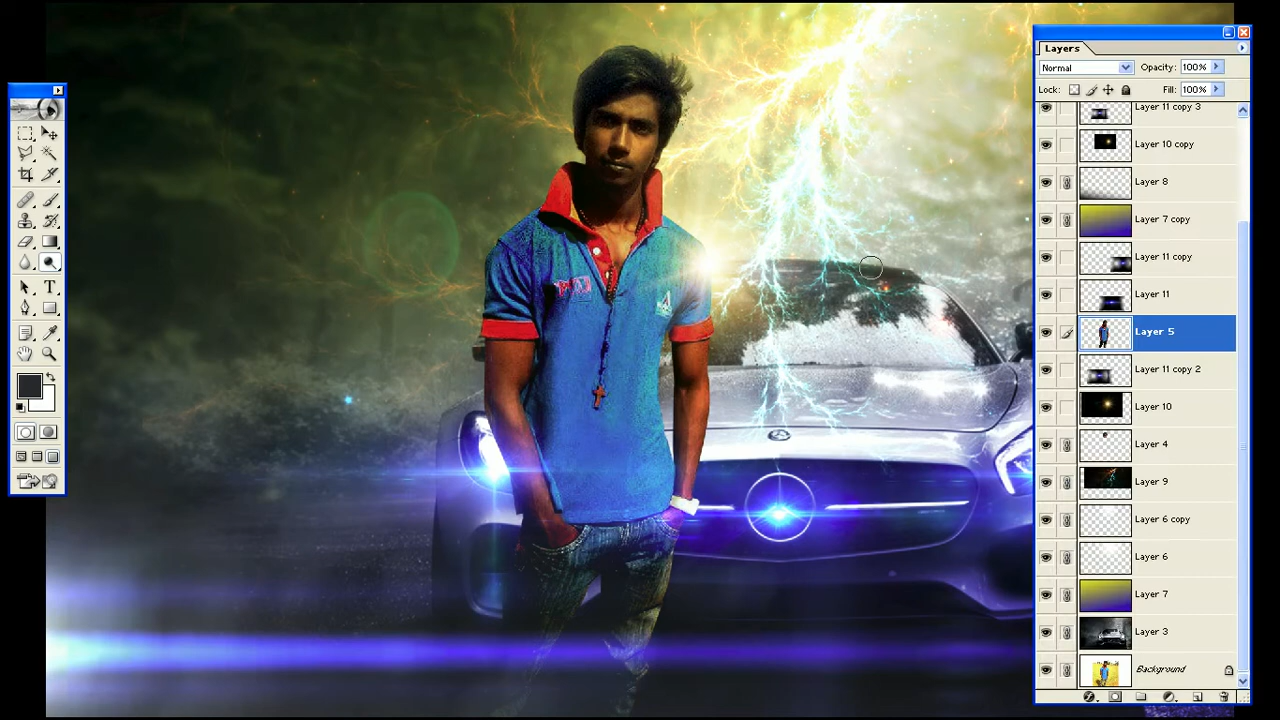 Layers
Normal
Opacity: 100%
Lock:
Fill: 100%
Layer 11 copy 3
Layer 10 copy
Layer 8
Layer 7 copy
Layer 11 copy
Layer 11
Layer 5
Layer 11 copy 2
Layer 10
Layer 4
Layer 9
Layer 6 copy
Layer 6
Layer 7
Layer 3
Background
T